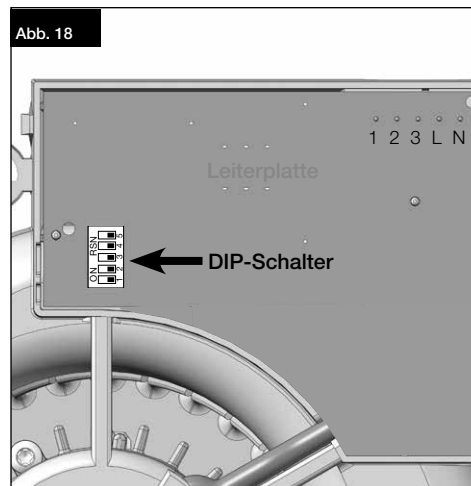 Abb. 18
1 2 3 L N
Leiterplatte
ON RSN
1 2 3 4 5
DIP-Schalter